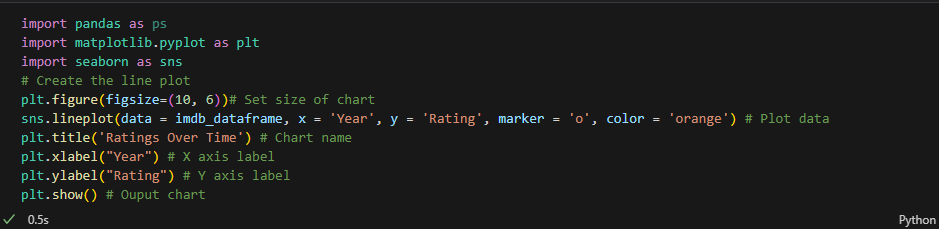 import pandas as ps
import matplotlib.pyplot as plt
import seaborn as sns
# Create the line plot
plt.figure(figsize=(10, 6))# Set size of chart
sns.lineplot(data = imdb_dataframe, x = 'Year', y = 'Rating', marker = 'o', color = 'orange') # Plot data
plt.title('Ratings Over Time') # Chart name
plt.xlabel("Year") # X axis label
plt.ylabel("Rating") # Y axis label
plt.show() # Ouput chart
0.5s Python